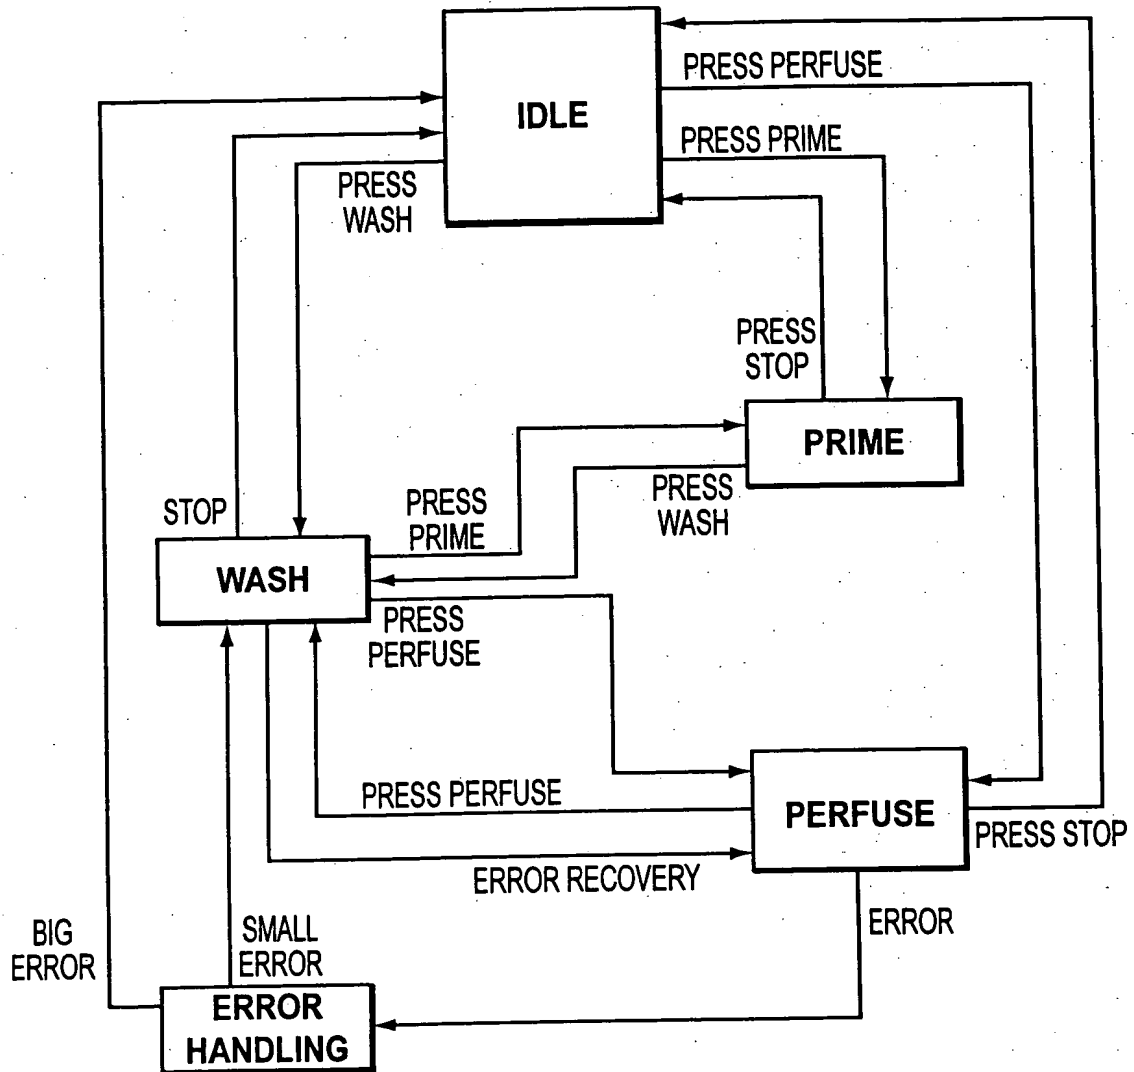 PRESS PERFUSE
IDLE
PRESS PRIME
PRESS
WASH
PRESS
STOP
PRIME
PRESS
WASH
STOP
PRESS
PRIME
WASH
PRESS
PERFUSE
PRESS PERFUSE
PERFUSE
PRESS STOP
ERROR RECOVERY
ERROR
BIG
ERROR
SMALL
ERROR
ERROR
HANDLING